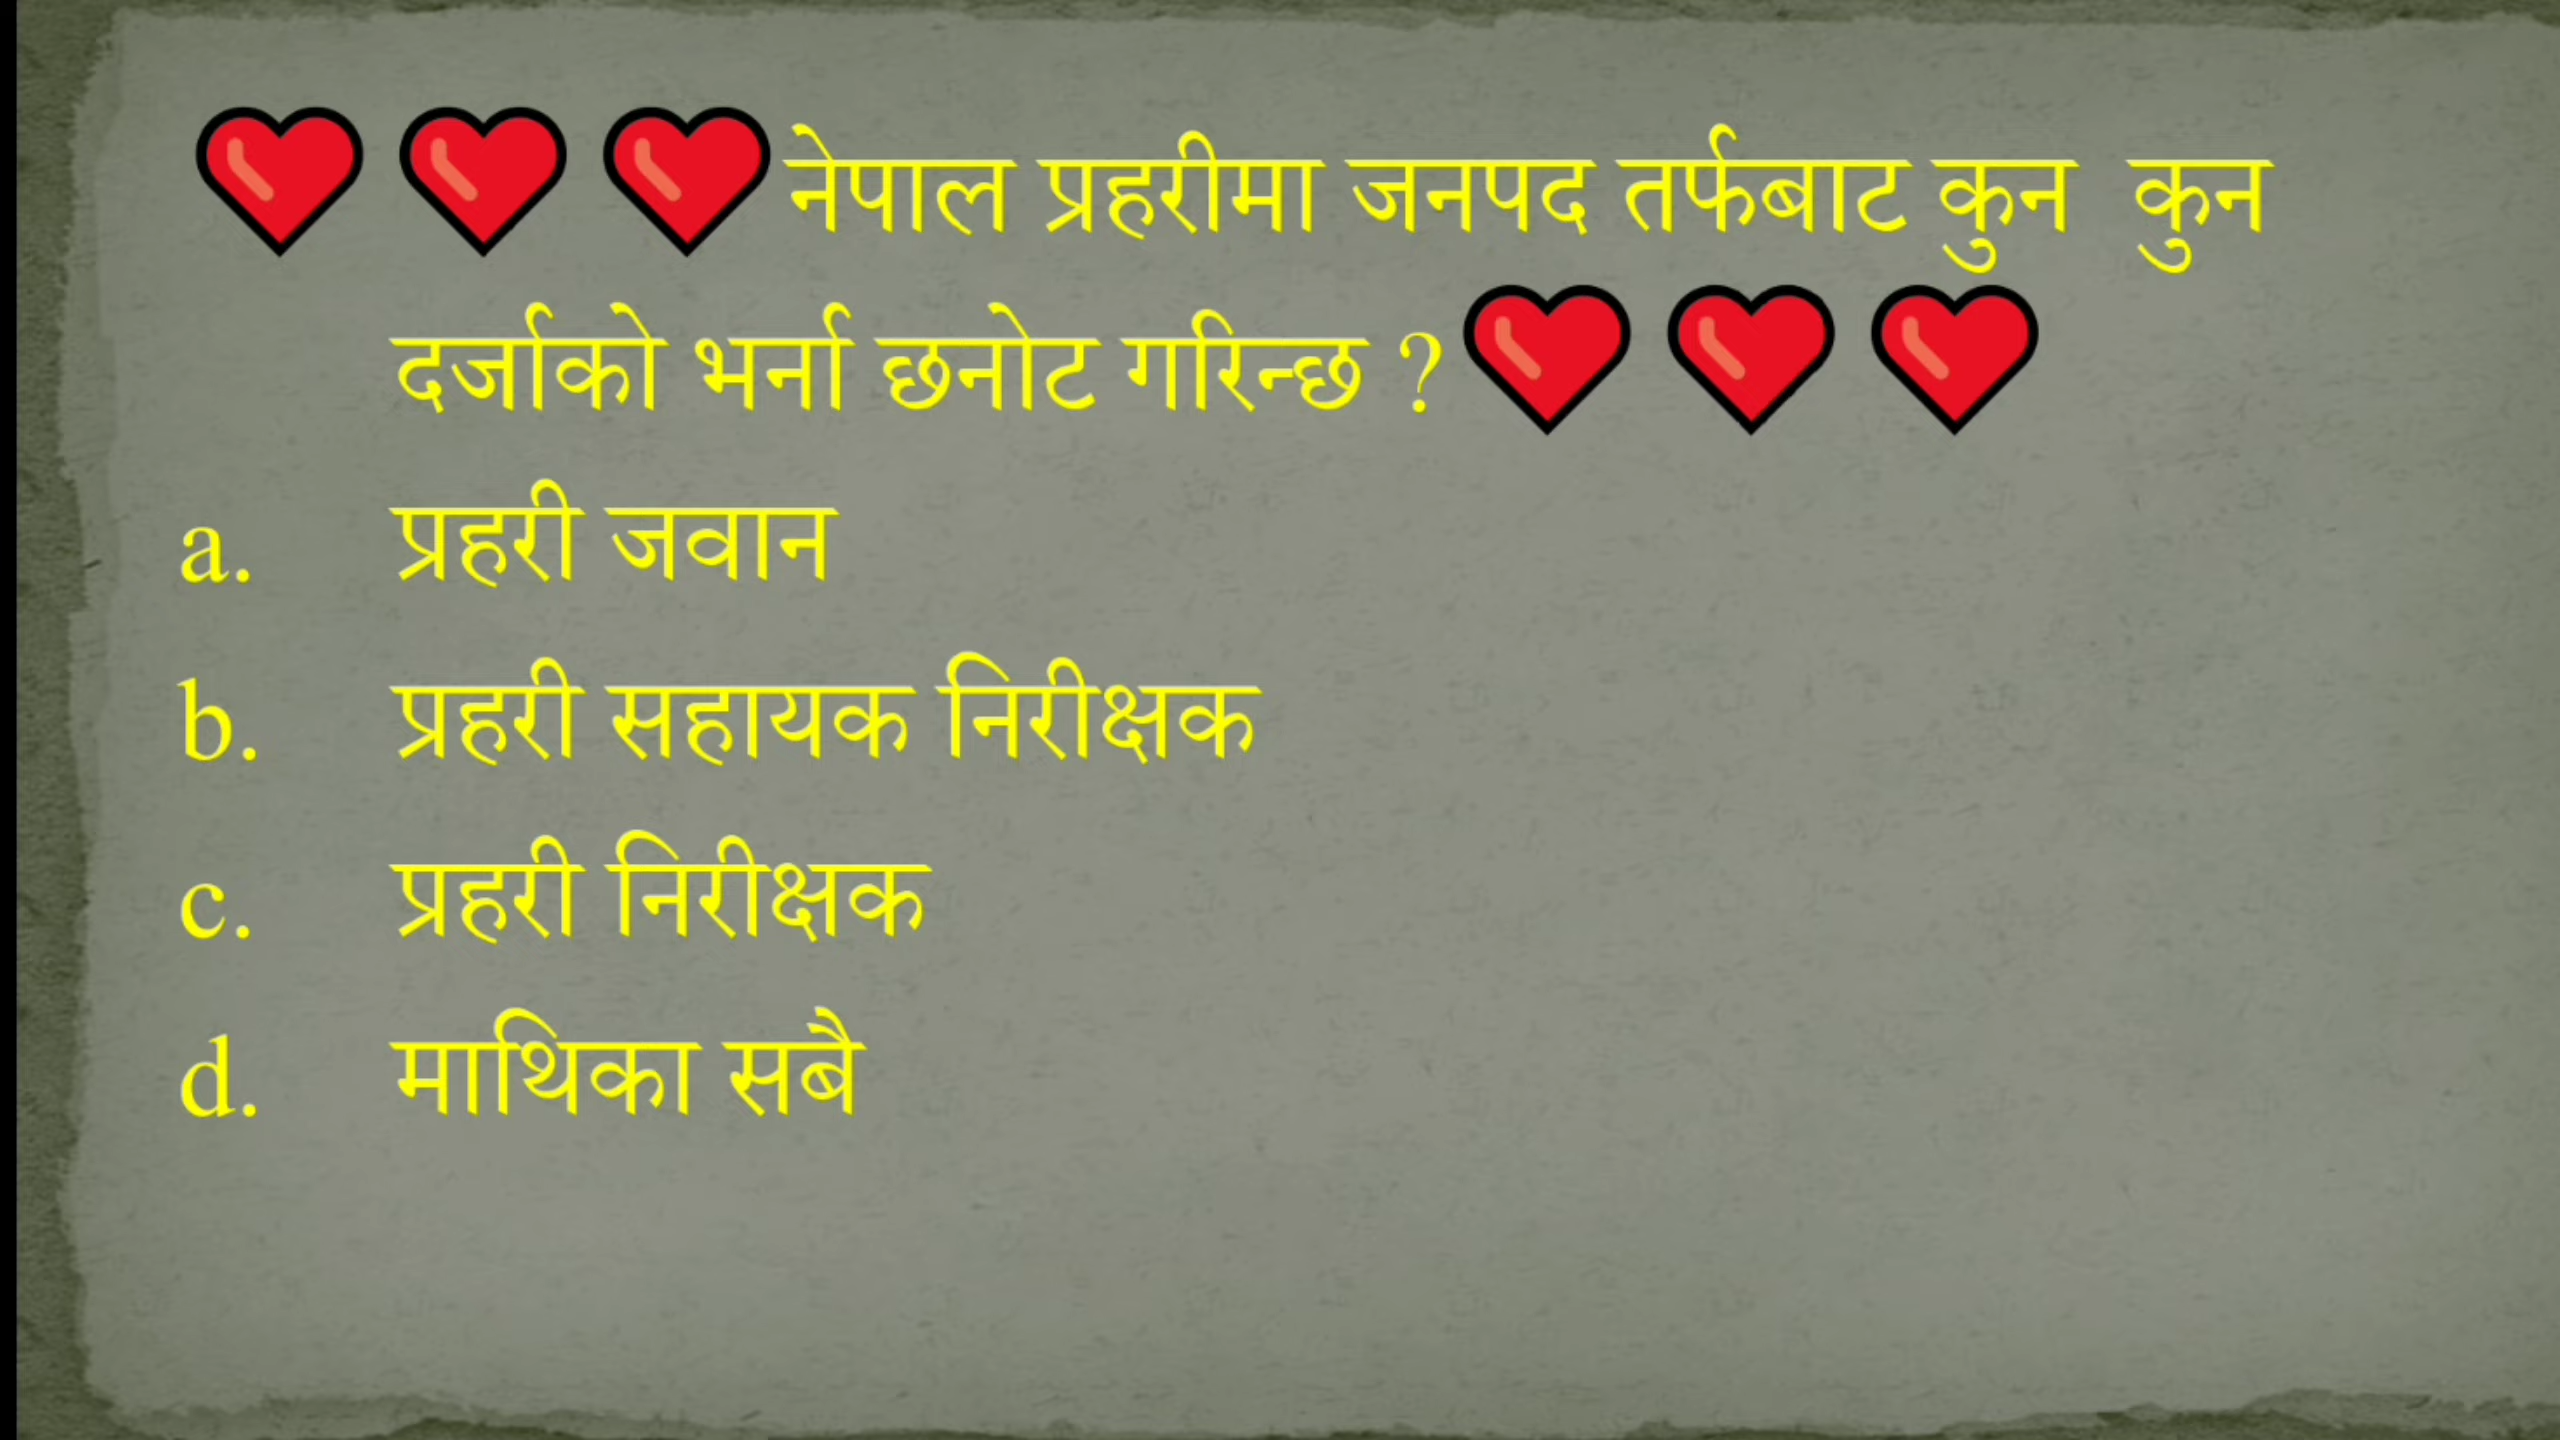 ❤️ ❤️ ❤️ नेपाल प्रहरीमा जनपद तर्फबाट कुन  कुन
दर्जाको भर्ना छनोट गरिन्छ ? ❤️ ❤️ ❤️
a. प्रहरी जवान
b. प्रहरी सहायक निरीक्षक
c. प्रहरी निरीक्षक
d. माथिका सबै